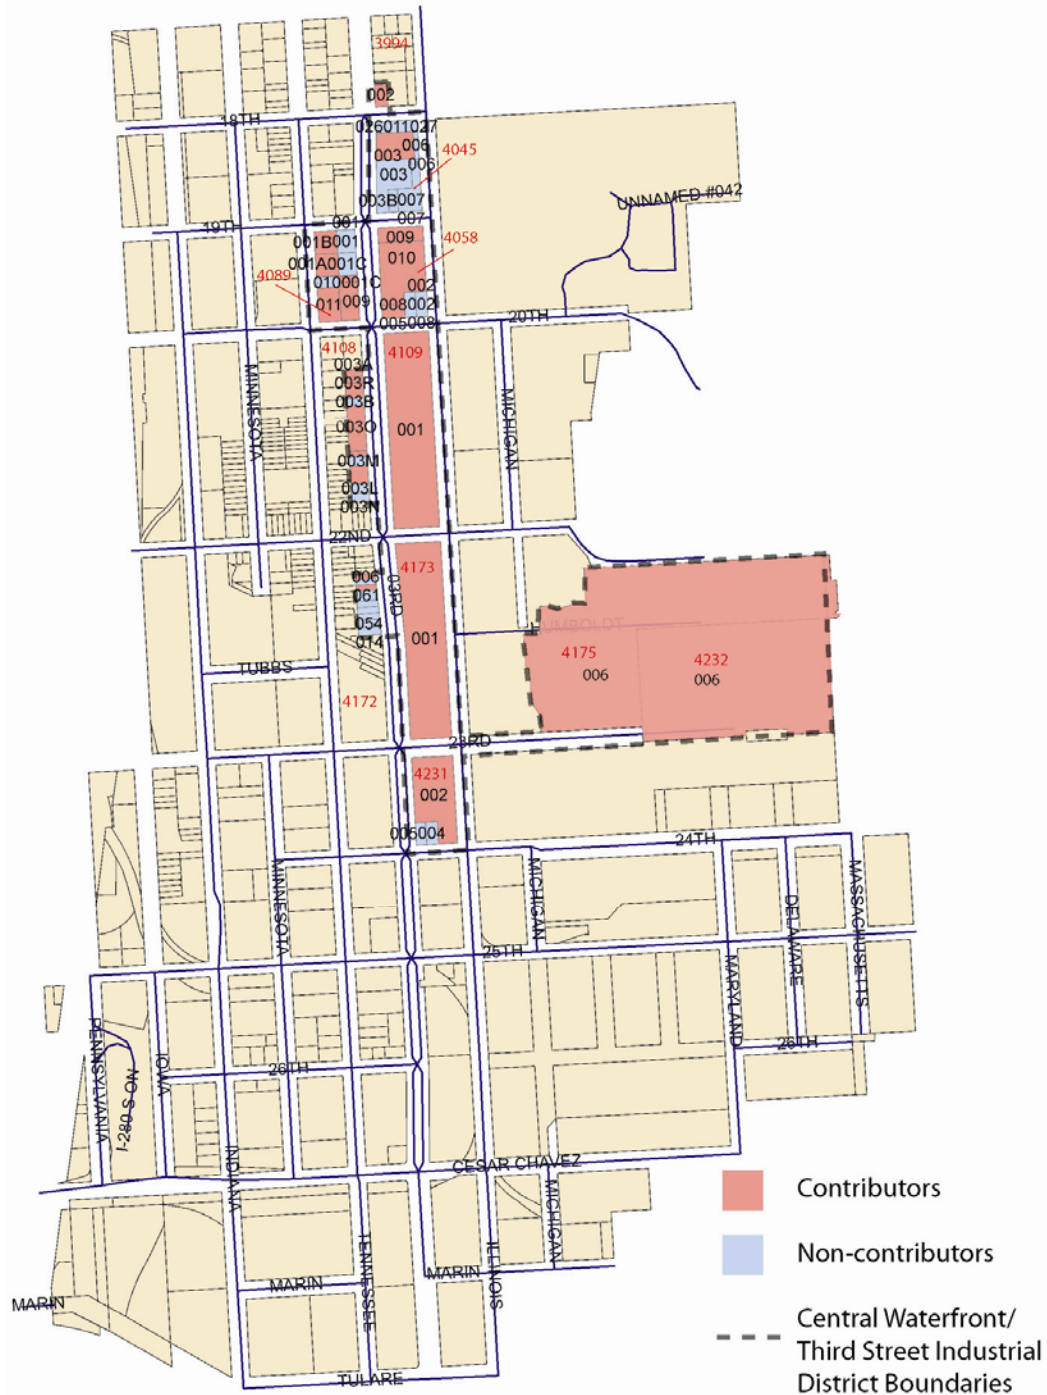 3994
002
18TH
026011027
006
003
006
4045
003
UNNAMED #042
003B007
007
001
19TH
009
4058
001B001
010
001A001C
4089
010001C
002
011009
008002
005008
20TH
4108
4109
003A
003R
003B
MINNESOTA
MICHIGAN
003O
001
003M
003L
003N
22ND
4173
006
03RD
061
054
HUMBOLDT
014
001
4175
4232
TUBBS
006
006
4172
23RD
4231
002
005004
24TH
MINNESOTA
MICHIGAN
DELAWARE
MASSACHUSETTS
25TH
MARYLAND
PENNSYLVANIA
IOWA
I-280 S ON
26TH
26TH
INDIANA
CESAR CHAVEZ
MICHIGAN
TENNESSEE
ILLINOIS
MARIN
MARIN
MARIN
TULARE
Contributors
Non-contributors
Central Waterfront/
Third Street Industrial
District Boundaries